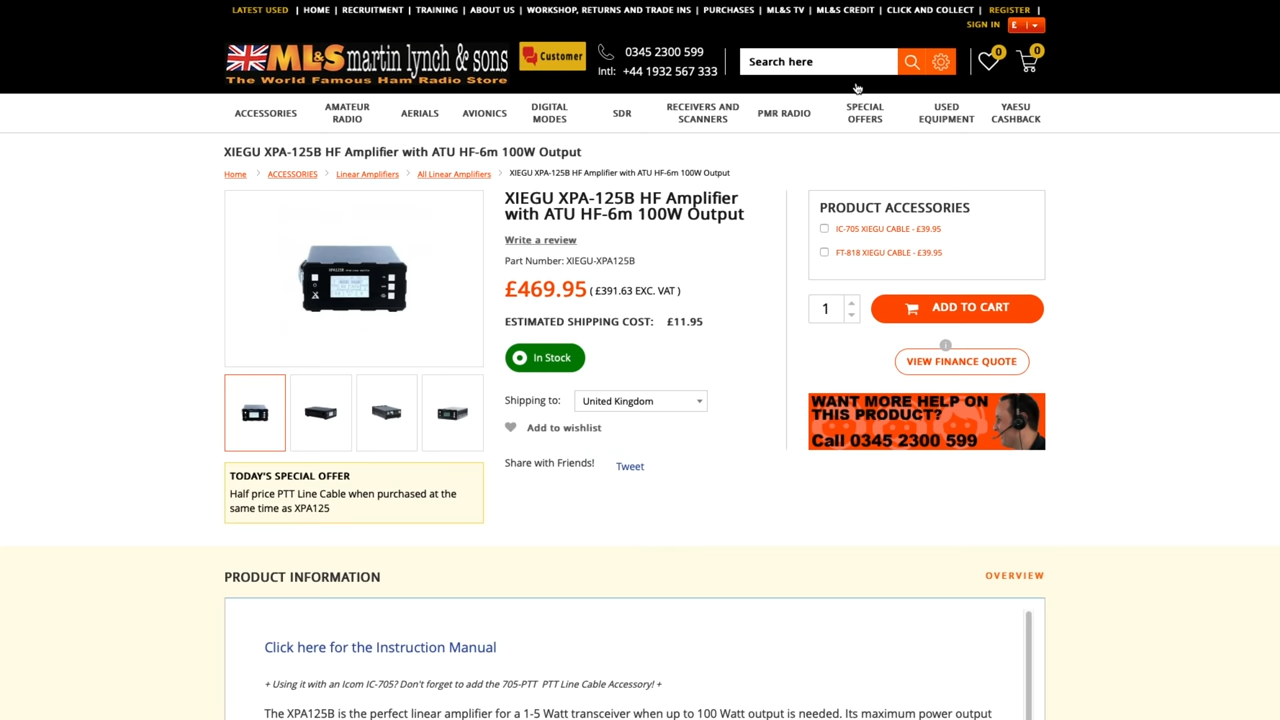 LATEST USED | HOME | RECRUITMENT | TRAINING | ABOUT US | WORKSHOP, RETURNS AND TRADE INS | PURCHASES | ML&S TV | ML&S CREDIT | CLICK AND COLLECT | REGISTER |
SIGN IN £
ML&S martin lynch & sons
The World Famous Ham Radio Store
Customer
0345 2300 599
Intl: +44 1932 567 333
Search here
0
0
ACCESSORIES
AMATEUR RADIO
AERIALS
AVIONICS
DIGITAL MODES
SDR
RECEIVERS AND SCANNERS
PMR RADIO
SPECIAL OFFERS
USED EQUIPMENT
YAESU CASHBACK
XIEGU XPA-125B HF Amplifier with ATU HF-6m 100W Output
Home > ACCESSORIES > Linear Amplifiers > All Linear Amplifiers > XIEGU XPA-125B HF Amplifier with ATU HF-6m 100W Output
XIEGU XPA-125B HF Amplifier
with ATU HF-6m 100W Output
Write a review
Part Number: XIEGU-XPA125B
£469.95 ( £391.63 EXC. VAT )
ESTIMATED SHIPPING COST: £11.95
In Stock
Shipping to: United Kingdom
Add to wishlist
Share with Friends! Tweet
PRODUCT ACCESSORIES
IC-705 XIEGU CABLE - £39.95
FT-818 XIEGU CABLE - £39.95
1
ADD TO CART
VIEW FINANCE QUOTE
WANT MORE HELP ON
THIS PRODUCT?
Call 0345 2300 599
TODAY'S SPECIAL OFFER
Half price PTT Line Cable when purchased at the
same time as XPA125
PRODUCT INFORMATION
OVERVIEW
Click here for the Instruction Manual
+ Using it with an Icom IC-705? Don't forget to add the 705-PTT PTT Line Cable Accessory! +
The XPA125B is the perfect linear amplifier for a 1-5 Watt transceiver when up to 100 Watt output is needed. Its maximum power output